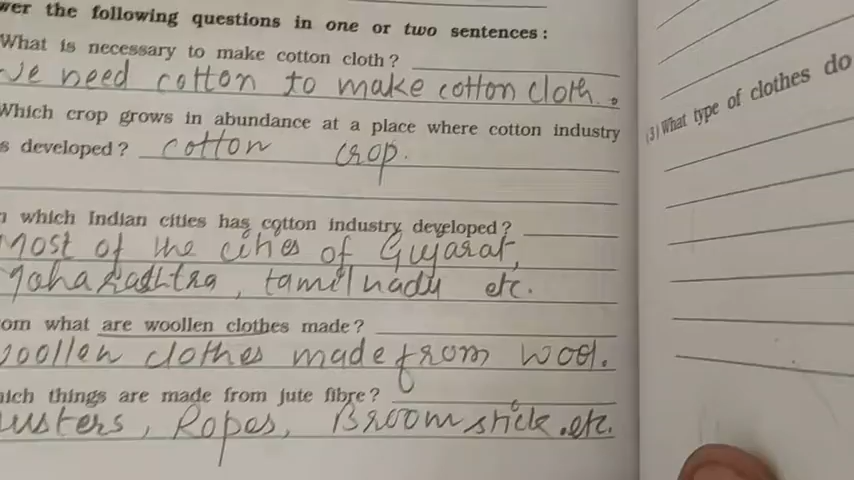 wer the following questions in one or two sentences :
What is necessary to make cotton cloth ?
we need cotton to make cotton cloth.
Which crop grows in abundance at a place where cotton industry
s developed ? cotton crop.
n which Indian cities has cotton industry developed ?
Most of the cities of Gujarat,
Maharashtra, tamilnadu etc.
om what are woollen clothes made ?
woollen clothes made from wool.
hich things are made from jute fibre ?
usters, Ropes, Broomstick.etc.
(3) What type of clothes do